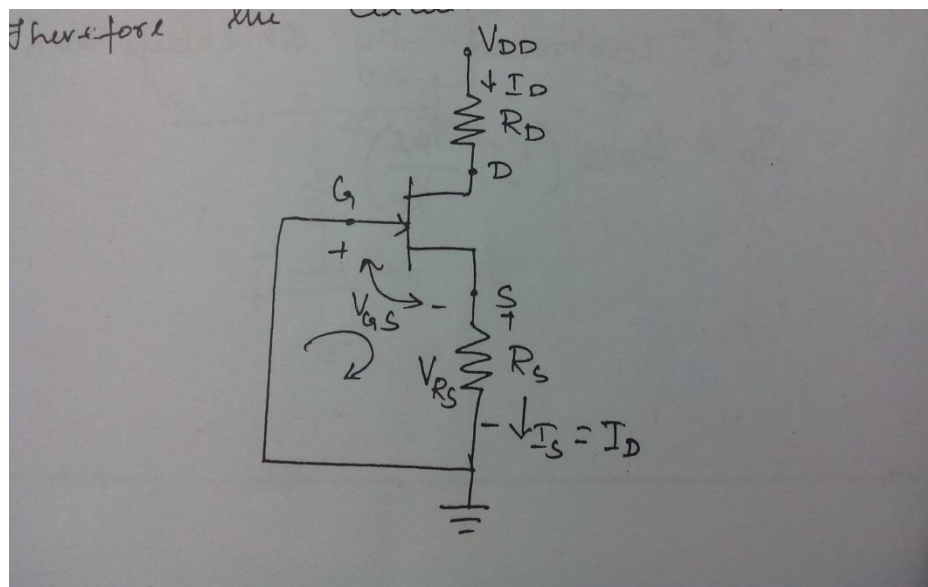 Therefore the
VDD
↓ ID
RD
D
G
+
VGS
-
S
+
VRS
RS
- ↓ IS = ID